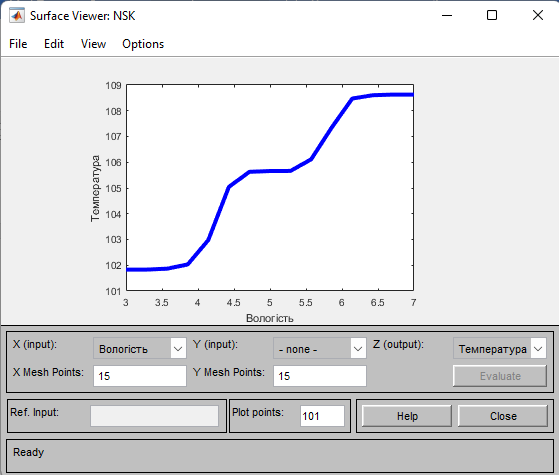 Surface Viewer: NSK
File Edit View Options
109
108
107
106
105
104
103
102
101
Температура
3 3.5 4 4.5 5 5.5 6 6.5 7
Вологість
X (input): Вологість Y (input): - none - Z (output): Температура
X Mesh Points: 15 Y Mesh Points: 15 Evaluate
Ref. Input: Plot points: 101 Help Close
Ready